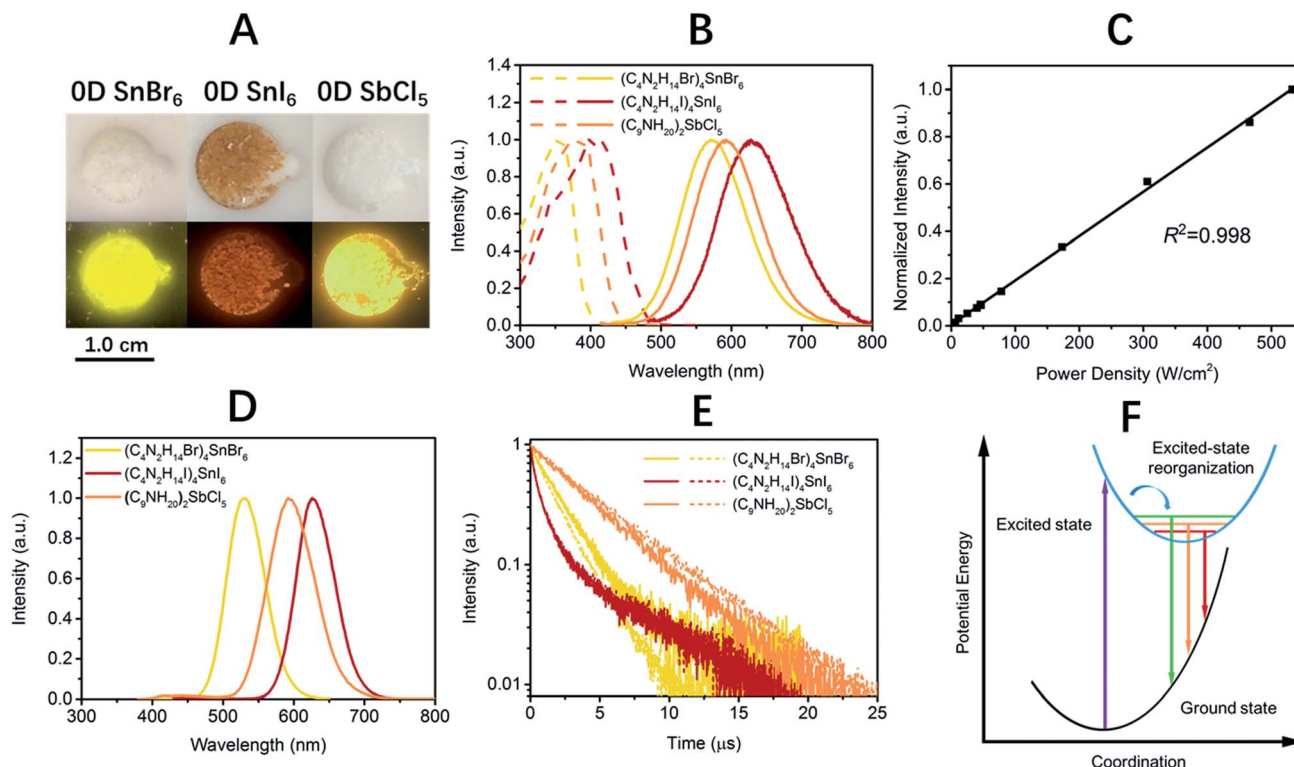 A
0D SnBr6 0D SnI6 0D SbCl5
1.0 cm
B
1.4
1.2
1.0
0.8
0.6
0.4
0.2
0.0
Intensity (a.u.)
(C4N2H14Br)4SnBr6
(C4N2H14I)4SnI6
(C9NH20)2SbCl5
300 400 500 600 700 800
Wavelength (nm)
C
1.0
0.8
0.6
0.4
0.2
0.0
Normalized Intensity (a.u.)
R2=0.998
0 100 200 300 400 500
Power Density (W/cm2)
D
1.2
1.0
0.8
0.6
0.4
0.2
0.0
Intensity (a.u.)
(C4N2H14Br)4SnBr6
(C4N2H14I)4SnI6
(C9NH20)2SbCl5
300 400 500 600 700 800
Wavelength (nm)
E
1
0.1
0.01
Intensity (a.u.)
(C4N2H14Br)4SnBr6
(C4N2H14I)4SnI6
(C9NH20)2SbCl5
0 5 10 15 20 25
Time (μs)
F
Excited-state
reorganization
Excited state
Potential Energy
Ground state
Coordination